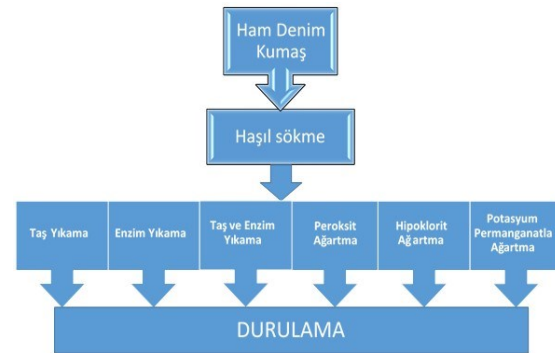 Ham Denim
Kumaş
Haşıl sökme
Taş Yıkama
Enzim Yıkama
Taş ve Enzim
Yıkama
Peroksit
Ağartma
Hipoklorit
Ağartma
Potasyum
Permanganatla
Ağartma
DURULAMA